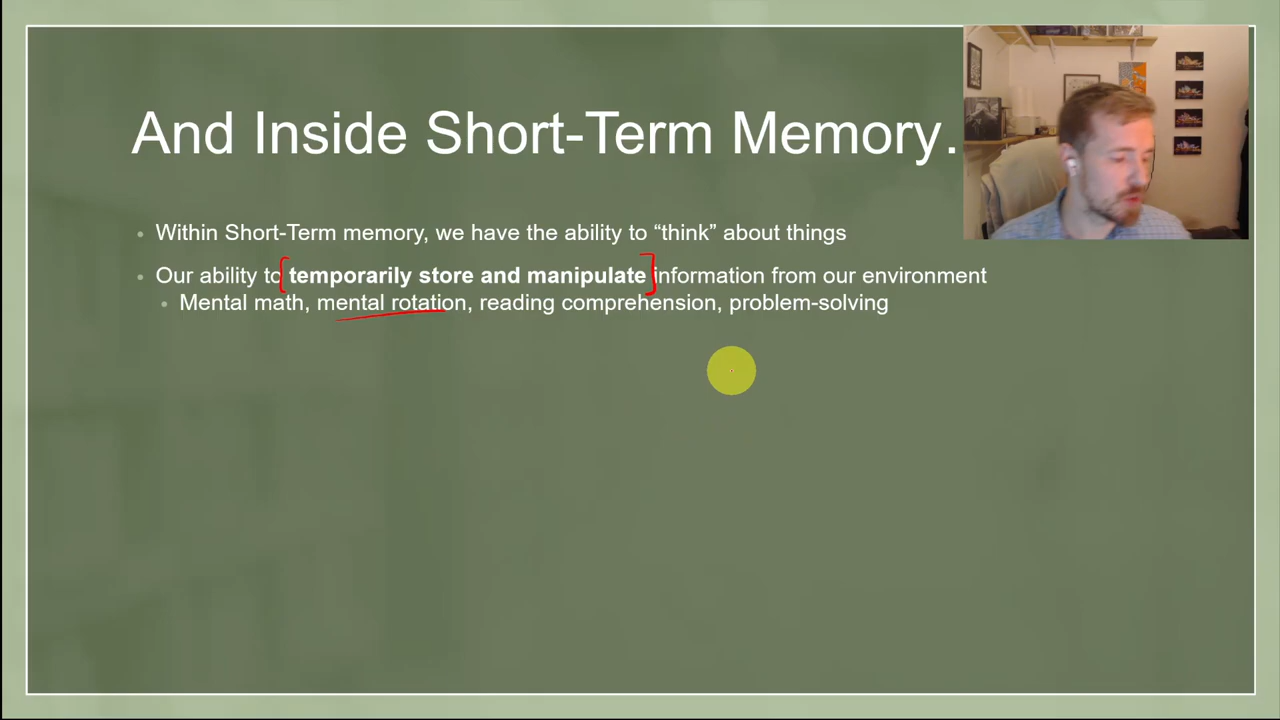 And Inside Short-Term Memory.
Within Short-Term memory, we have the ability to “think” about things
Our ability to temporarily store and manipulate information from our environment
Mental math, mental rotation, reading comprehension, problem-solving